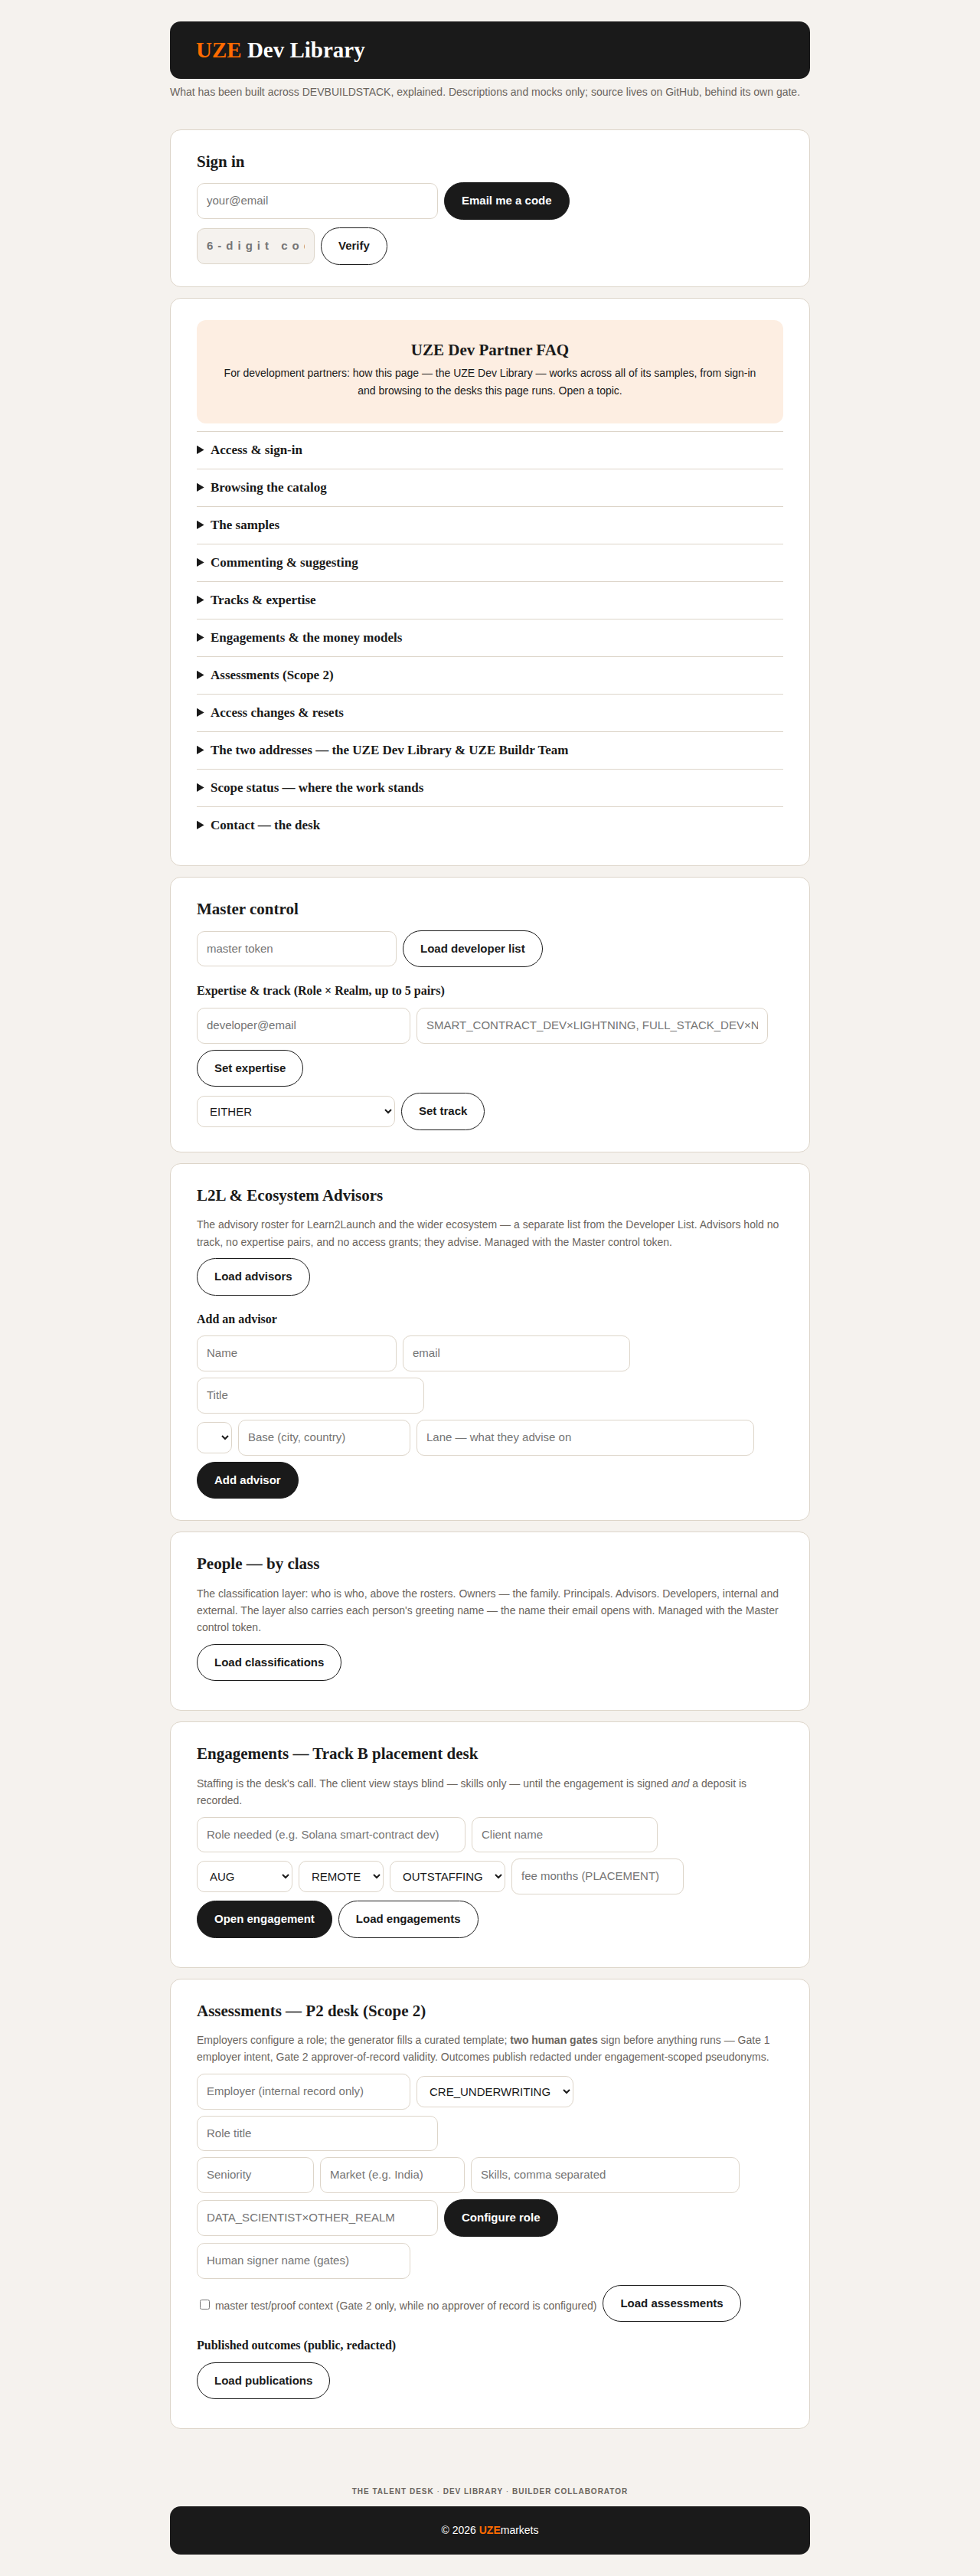 UZE Dev Library
What has been built across DEVBUILDSTACK, explained. Descriptions and mocks only; source lives on GitHub, behind its own gate.
Sign in
your@email
Email me a code
6-digit co
Verify
UZE Dev Partner FAQ
For development partners: how this page — the UZE Dev Library — works across all of its samples, from sign-in
and browsing to the desks this page runs. Open a topic.
Access & sign-in
Browsing the catalog
The samples
Commenting & suggesting
Tracks & expertise
Engagements & the money models
Assessments (Scope 2)
Access changes & resets
The two addresses — the UZE Dev Library & UZE Buildr Team
Scope status — where the work stands
Contact — the desk
Master control
master token
Load developer list
Expertise & track (Role × Realm, up to 5 pairs)
developer@email
SMART_CONTRACT_DEV×LIGHTNING, FULL_STACK_DEV×N
Set expertise
EITHER
Set track
L2L & Ecosystem Advisors
The advisory roster for Learn2Launch and the wider ecosystem — a separate list from the Developer List. Advisors hold no
track, no expertise pairs, and no access grants; they advise. Managed with the Master control token.
Load advisors
Add an advisor
Name
email
Title
Base (city, country)
Lane — what they advise on
Add advisor
People — by class
The classification layer: who is who, above the rosters. Owners — the family. Principals. Advisors. Developers, internal and
external. The layer also carries each person's greeting name — the name their email opens with. Managed with the Master
control token.
Load classifications
Engagements — Track B placement desk
Staffing is the desk's call. The client view stays blind — skills only — until the engagement is signed and a deposit is
recorded.
Role needed (e.g. Solana smart-contract dev)
Client name
AUG
REMOTE
OUTSTAFFING
fee months (PLACEMENT)
Open engagement
Load engagements
Assessments — P2 desk (Scope 2)
Employers configure a role; the generator fills a curated template; two human gates sign before anything runs — Gate 1
employer intent, Gate 2 approver-of-record validity. Outcomes publish redacted under engagement-scoped pseudonyms.
Employer (internal record only)
CRE_UNDERWRITING
Role title
Seniority
Market (e.g. India)
Skills, comma separated
DATA_SCIENTIST×OTHER_REALM
Configure role
Human signer name (gates)
master test/proof context (Gate 2 only, while no approver of record is configured)
Load assessments
Published outcomes (public, redacted)
Load publications
THE TALENT DESK · DEV LIBRARY · BUILDER COLLABORATOR
© 2026 UZEmarkets